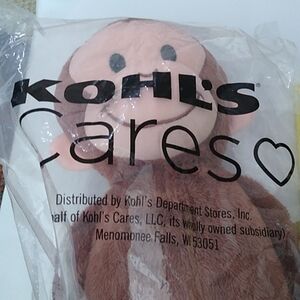 KOHL'S
Cares
Distributed by Kohl's Department Stores, Inc.
half of Kohl's Cares, LLC, its wholly owned subsidiary)
Menomonee Falls, WI 53051